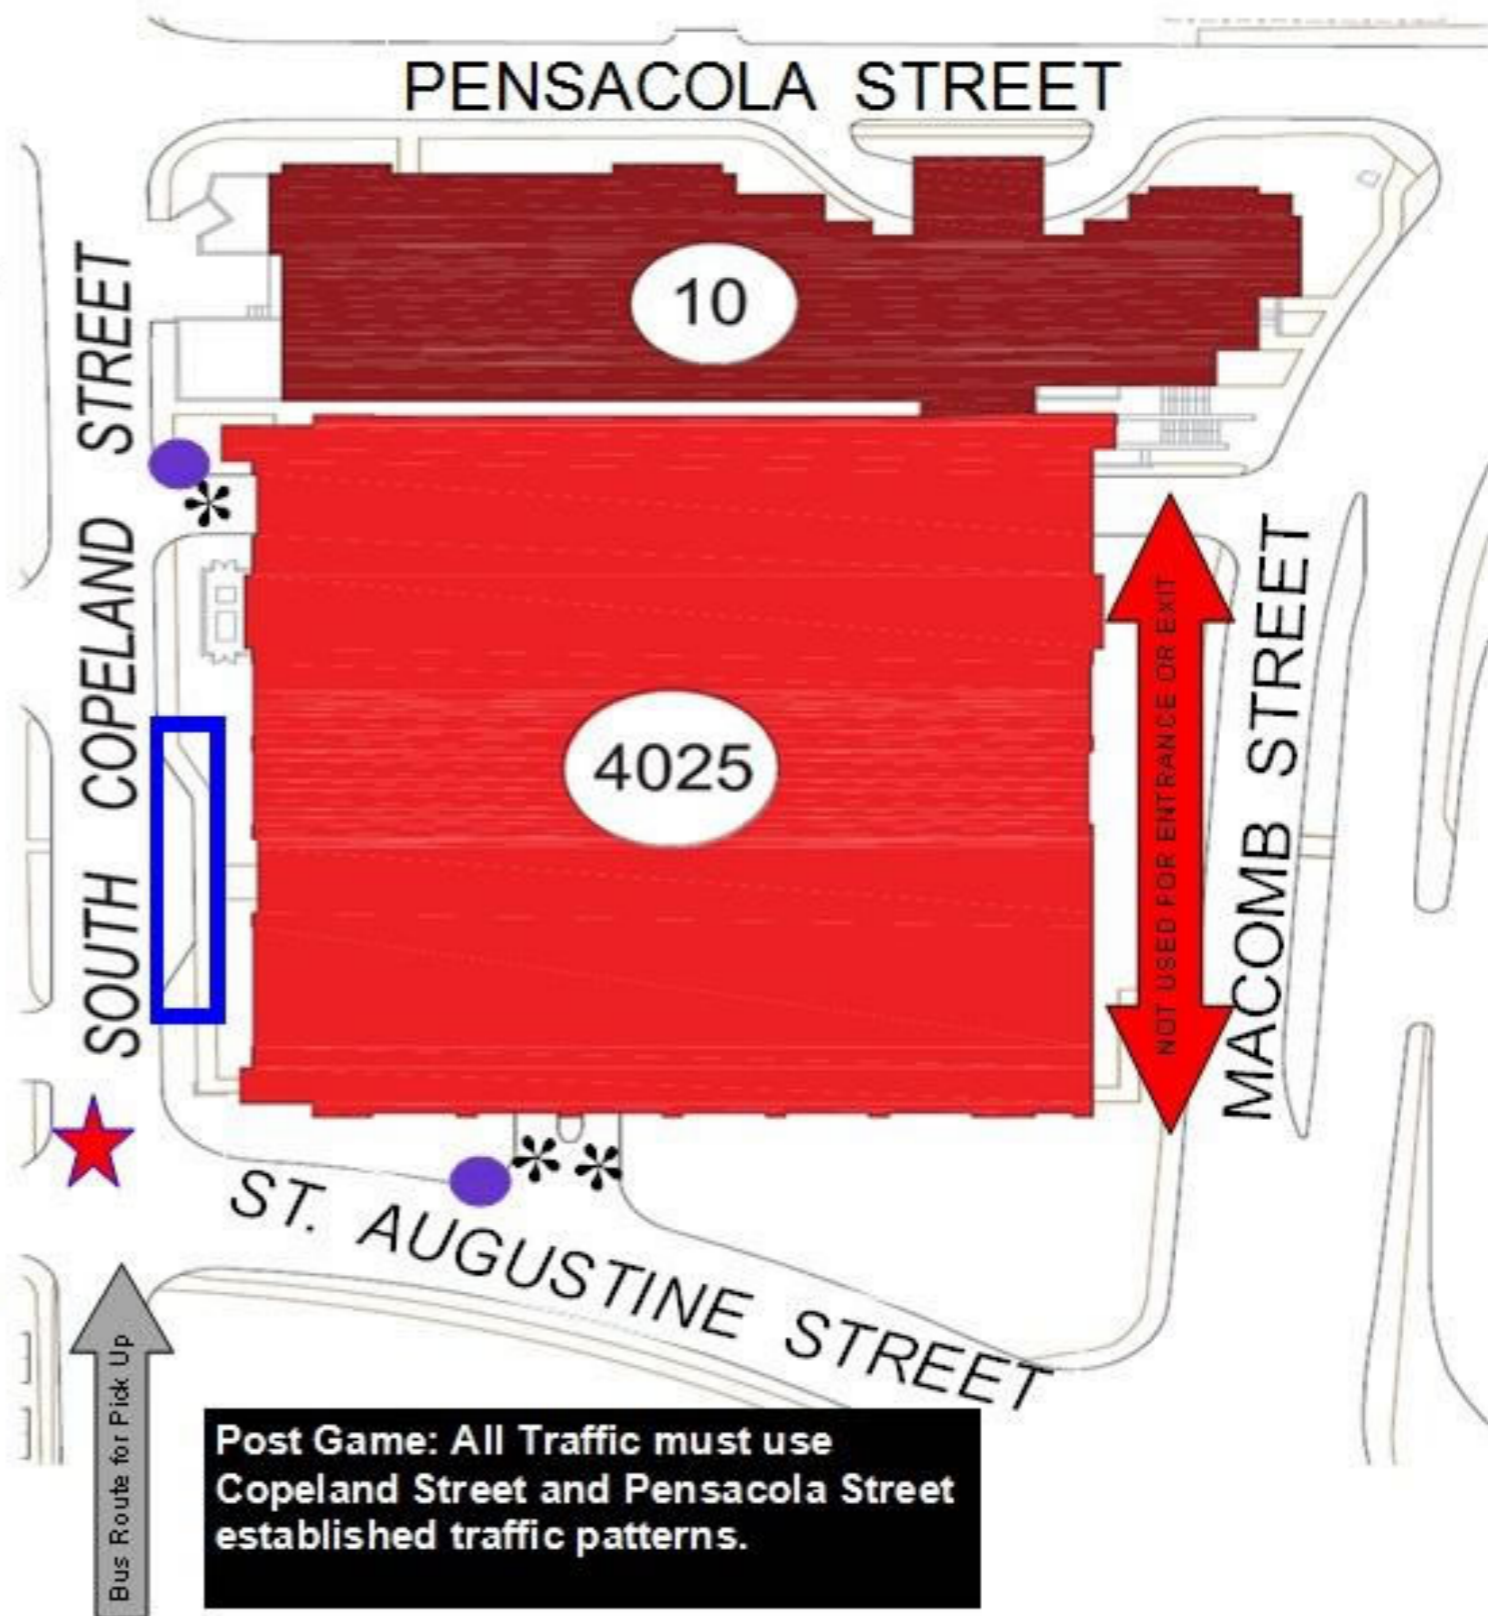 PENSACOLA STREET
10
SOUTH COPELAND STREET
4025
NOT USED FOR ENTRANCE OR EXIT
MACOMB STREET
* 
* *
ST. AUGUSTINE STREET
Bus Route for Pick Up
Post Game: All Traffic must use
Copeland Street and Pensacola Street
established traffic patterns.